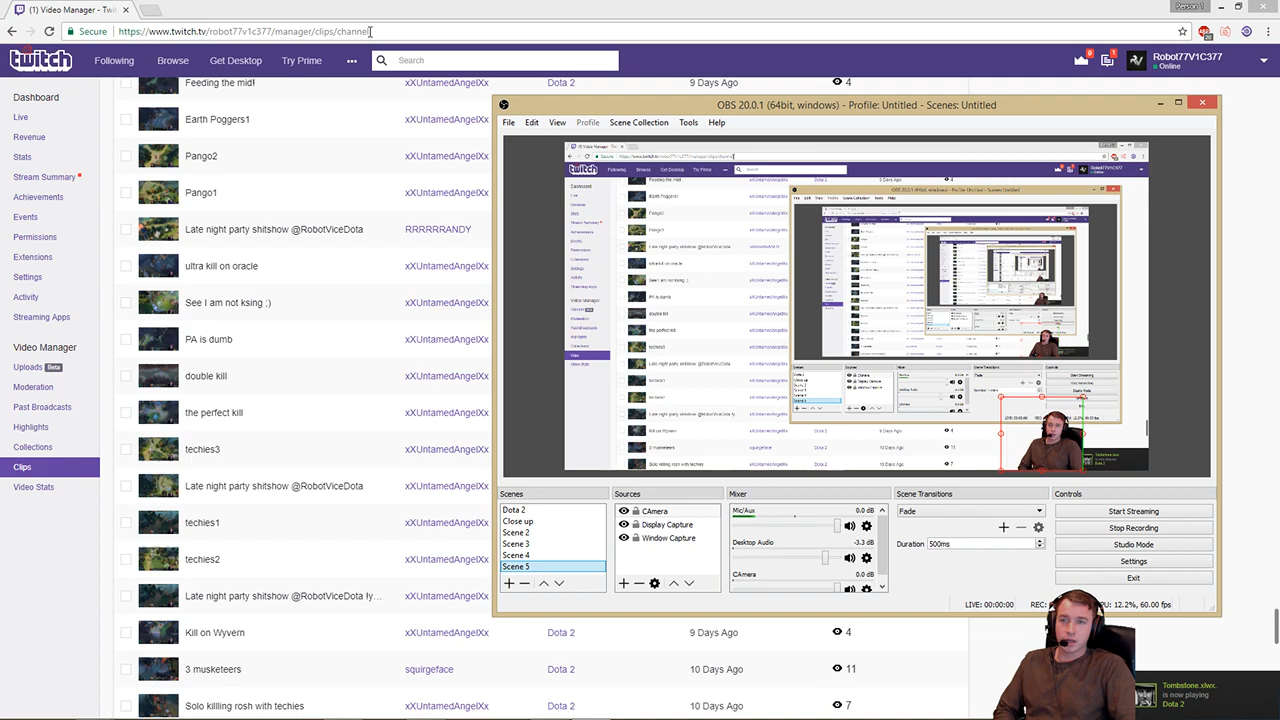 (1) Video Manager - Twit
Person 1
Secure
https://www.twitch.tv/robot77v1c377/manager/clips/channel
twitch
Following
Browse
Get Desktop
Try Prime
Search
Robot77V1C377
Online
Dashboard
Live
Revenue
Stats
Stream Summary
Achievements
Events
Permissions
Extensions
Settings
Activity
Streaming Apps
Video Manager
Uploads Beta
Moderation
Past Broadcasts
Highlights
Collections
Clips
Video Stats
Feeding the mid! xXUntamedAngelXx Dota 2 9 Days Ago 4
Earth Poggers1 xXUntamedAngelXx
Pango2 xXUntamedAngelXx
Pango1 xXUntamedAngelXx
Late night party shitshow @RobotViceDota RRRRRANDY
ultra kill on oracle xXUntamedAngelXx
See I am not ksing :) xXUntamedAngelXx
PA is dumb xXUntamedAngelXx
double kill xXUntamedAngelXx
the perfect kill xXUntamedAngelXx
techies3 xXUntamedAngelXx
Late night party shitshow @RobotViceDota xXUntamedAngelXx
techies1 xXUntamedAngelXx
techies2 xXUntamedAngelXx
Late night party shitshow @RobotViceDota !y… xXUntamedAngelXx
Kill on Wyvern xXUntamedAngelXx Dota 2 9 Days Ago 4
3 musketeers squirgeface Dota 2 10 Days Ago 11
Solo killling rosh with techies xXUntamedAngelXx Dota 2 10 Days Ago 7
OBS 20.0.1 (64bit, windows) - Profile: Untitled - Scenes: Untitled
File Edit View Profile Scene Collection Tools Help
Scenes
Dota 2
Close up
Scene 2
Scene 3
Scene 4
Scene 5
Sources
CAmera
Display Capture
Window Capture
Mixer
Mic/Aux 0.0 dB
Desktop Audio -3.3 dB
CAmera 0.0 dB
Scene Transitions
Fade
Duration 500ms
Controls
Start Streaming
Stop Recording
Studio Mode
Settings
Exit
LIVE: 00:00:00 REC: 12.2%, 60.00 fps
Tombstone.xlwx.
is now playing
Dota 2